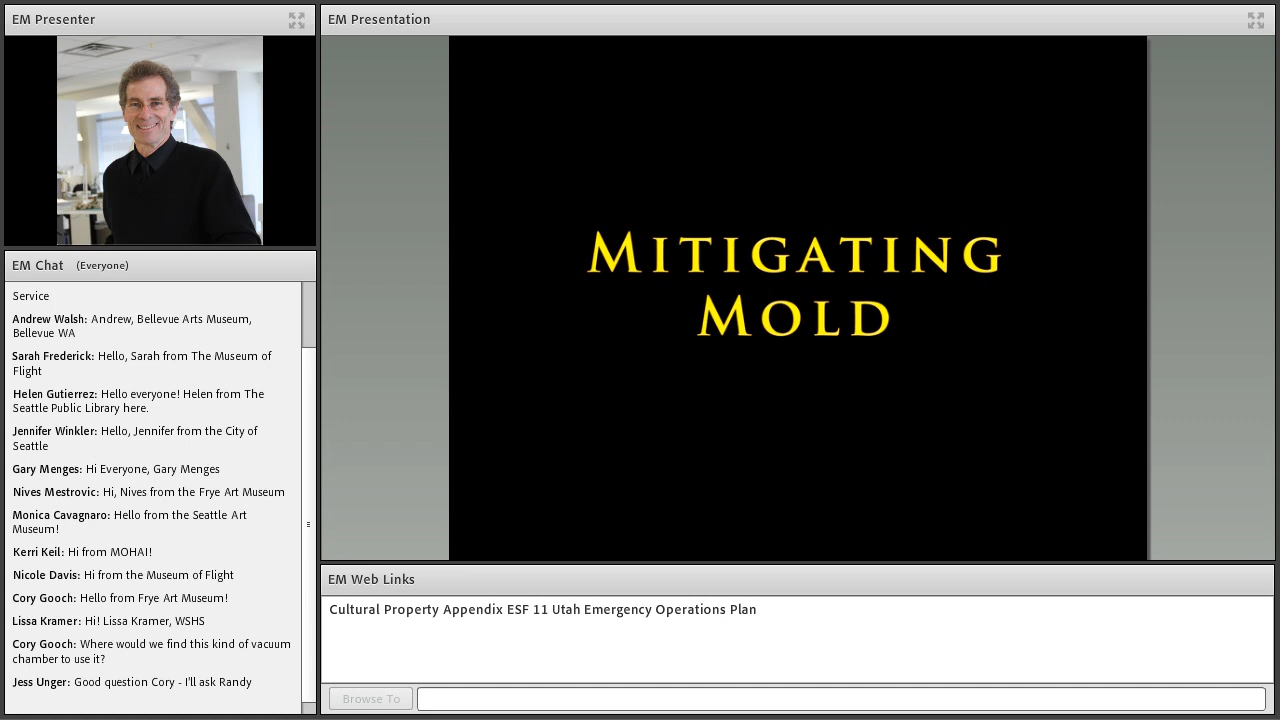 EM Presenter
EM Chat (Everyone)
Service
Andrew Walsh: Andrew, Bellevue Arts Museum,
Bellevue WA
Sarah Frederick: Hello, Sarah from The Museum of
Flight
Helen Gutierrez: Hello everyone! Helen from The
Seattle Public Library here.
Jennifer Winkler: Hello, Jennifer from the City of
Seattle
Gary Menges: Hi Everyone, Gary Menges
Nives Mestrovic: Hi, Nives from the Frye Art Museum
Monica Cavagnaro: Hello from the Seattle Art
Museum!
Kerri Keil: Hi from MOHAI!
Nicole Davis: Hi from the Museum of Flight
Cory Gooch: Hello from Frye Art Museum!
Lissa Kramer: Hi! Lissa Kramer, WSHS
Cory Gooch: Where would we find this kind of vacuum
chamber to use it?
Jess Unger: Good question Cory - I'll ask Randy
EM Presentation
MITIGATING
MOLD
EM Web Links
Cultural Property Appendix ESF 11 Utah Emergency Operations Plan
Browse To